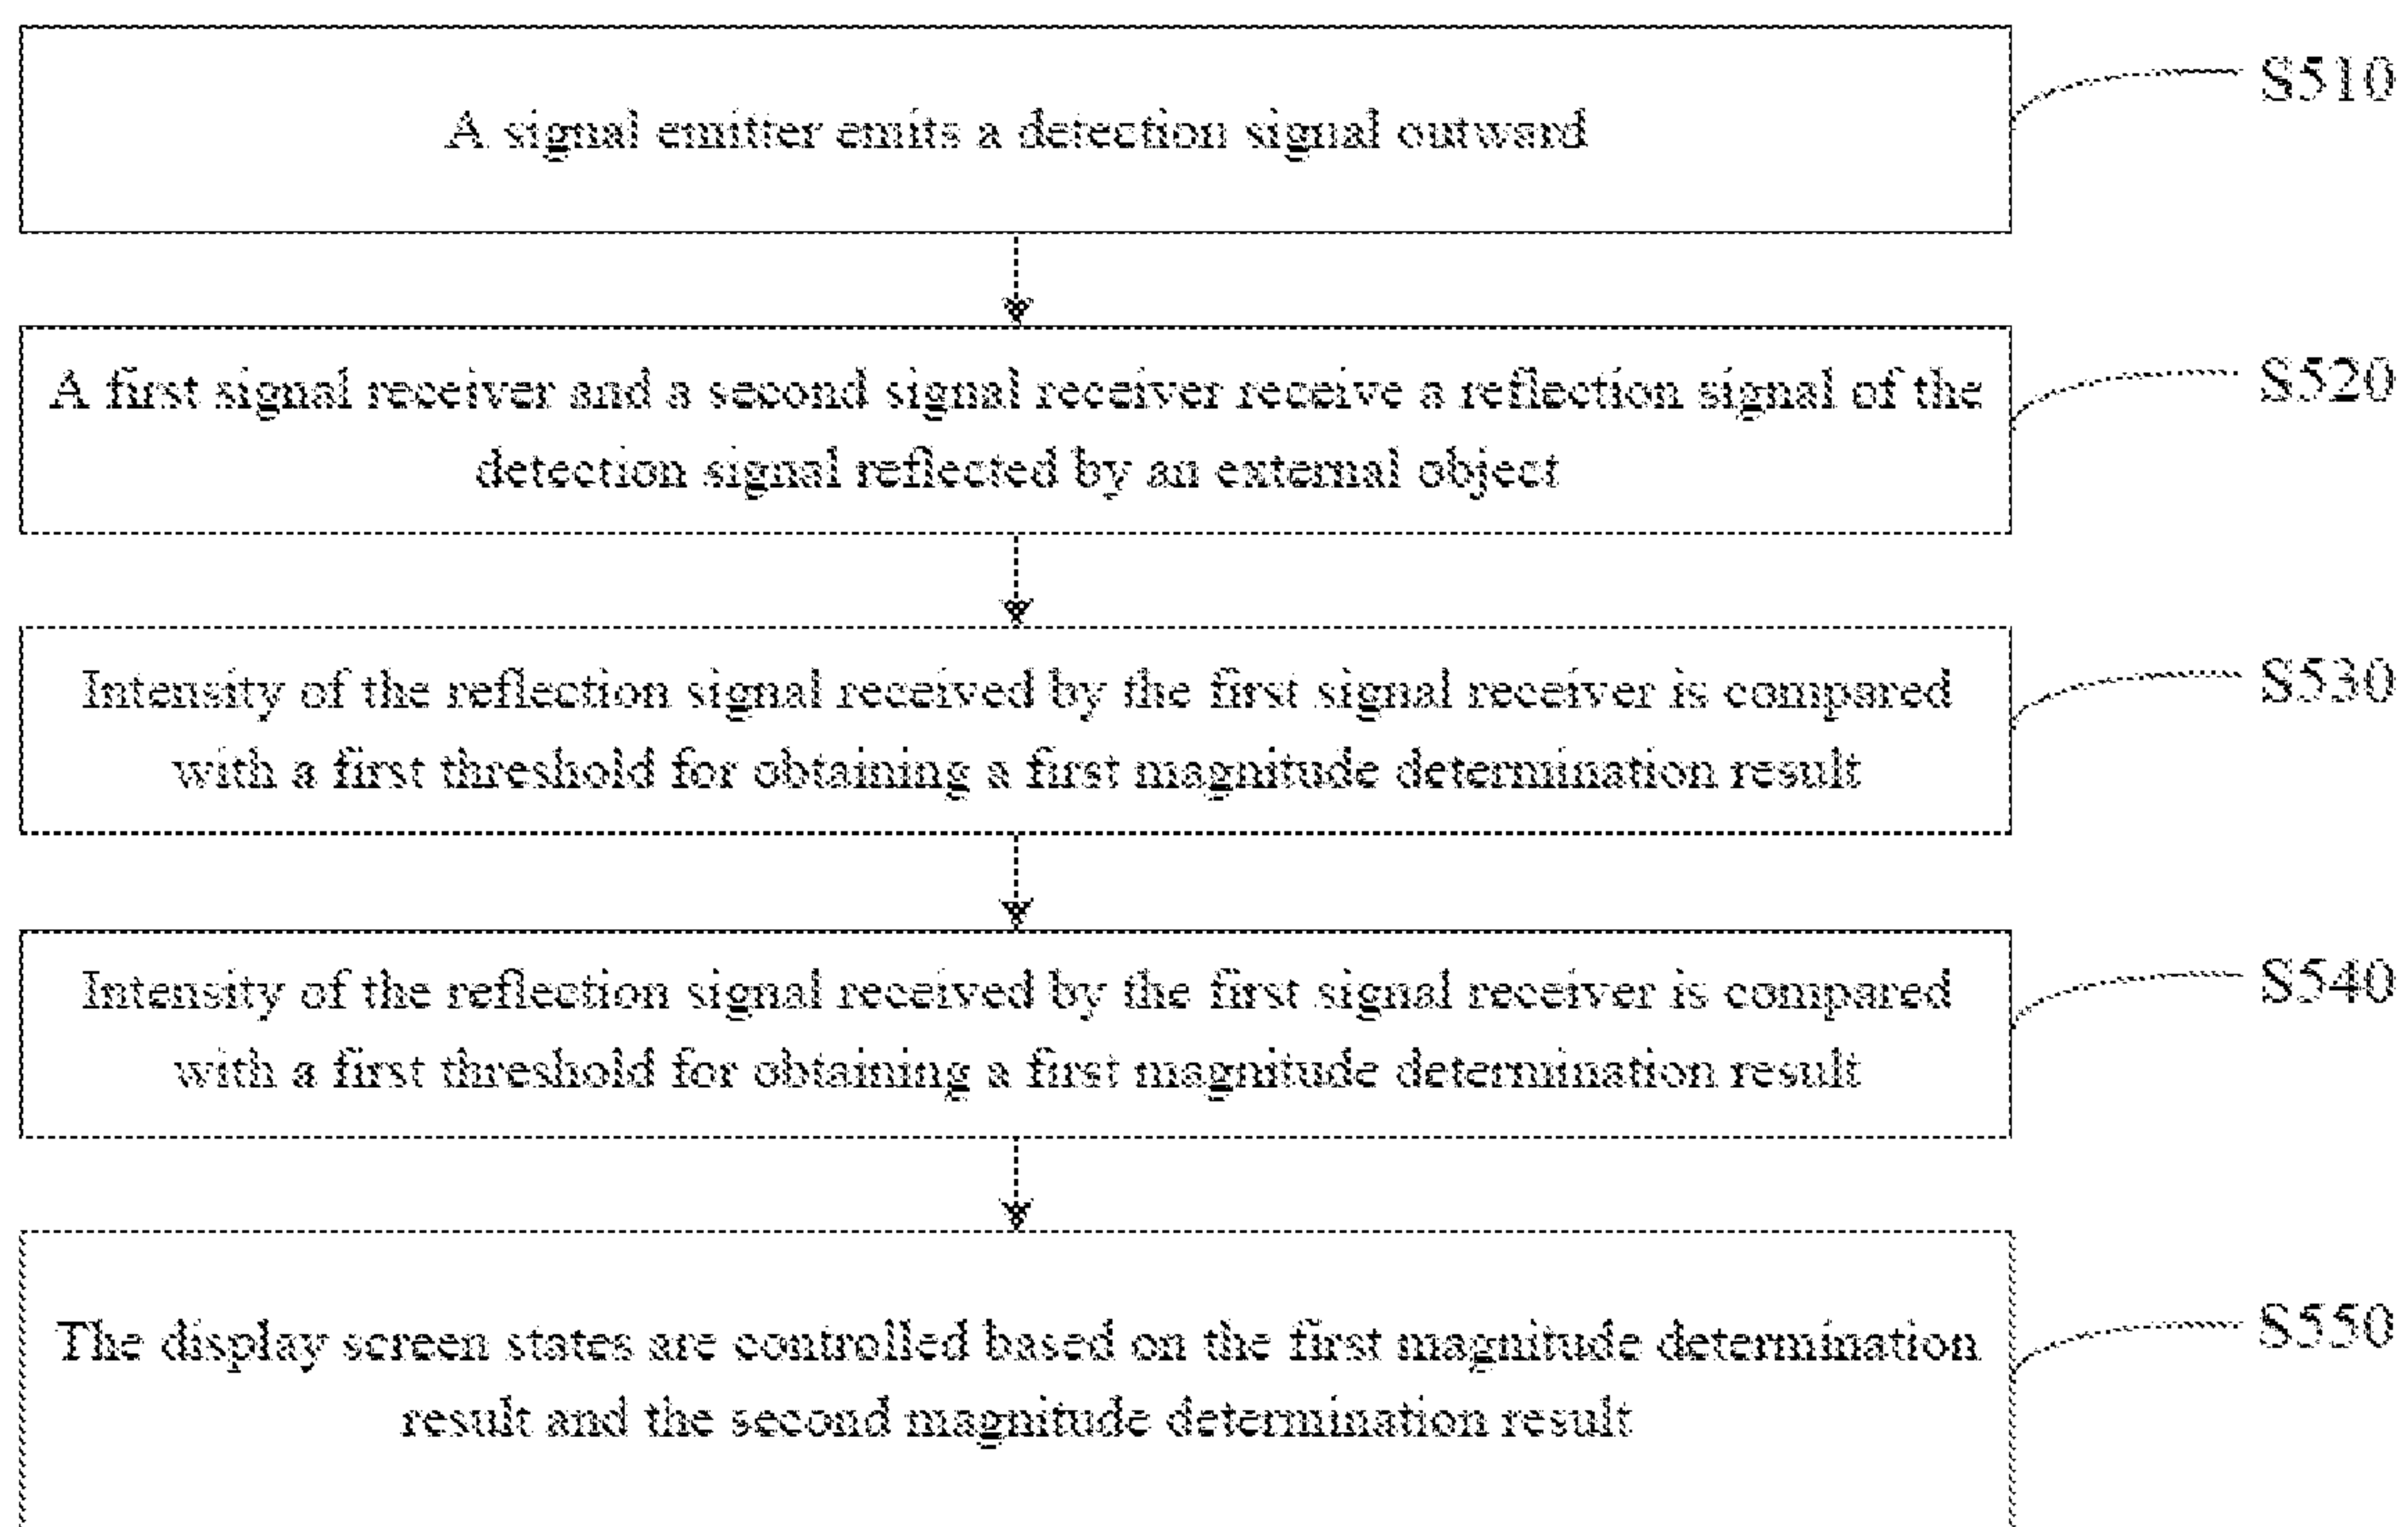 A signal emitter emits a detection signal outward
S510
A first signal receiver and a second signal receiver receive a reflection signal of the
detection signal reflected by an external object
S520
Intensity of the reflection signal received by the first signal receiver is compared
with a first threshold for obtaining a first magnitude determination result
S530
Intensity of the reflection signal received by the first signal receiver is compared
with a first threshold for obtaining a first magnitude determination result
S540
The display screen states are controlled based on the first magnitude determination
result and the second magnitude determination result
S550